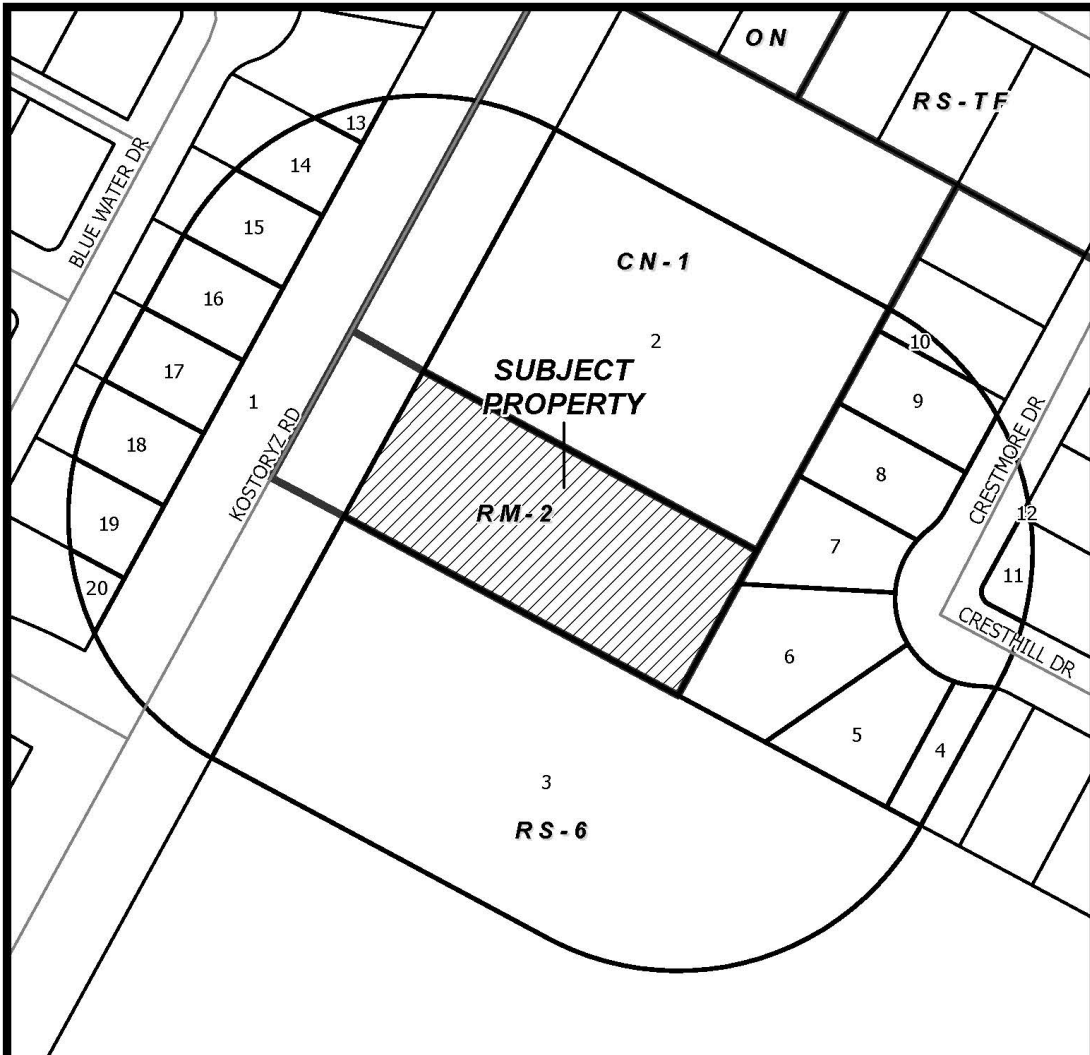 ON
RS-TF
13
14
BLUE WATER DR
15
CN-1
16
10
2
SUBJECT
PROPERTY
17
9
1
KOSTORYZ RD
CRESTMORE DR
18
8
RM-2
12
19
7
11
20
CRESTHILL DR
6
5
4
3
RS-6